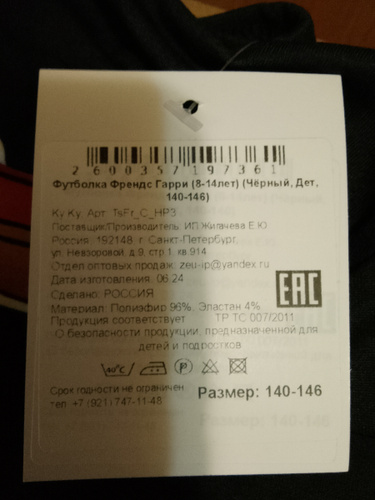 2600357197361
Футболка Френдс Гарри (8-14лет) (Чёрный, Дет,
140-146)
Ку Ку, Арт. TsFr_C_HP3
Поставщик/Производитель: ИП Жигачева Е.Ю
Россия, 192148, г. Санкт-Петербург,
ул. Невзоровой, д.9, стр.1, кв.914
Отдел оптовых продаж: zeu-ip@yandex.ru
Дата изготовления: 06.24
Сделано: РОССИЯ
Материал: Полиэфир 96%, Эластан 4%
Продукция соответствует ТР ТС 007/2011
О безопасности продукции, предназначенной для
детей и подростков
ЕАС
40°C
P
Срок годности не ограничен
тел. +7 (921) 747-11-48
Размер: 140-146